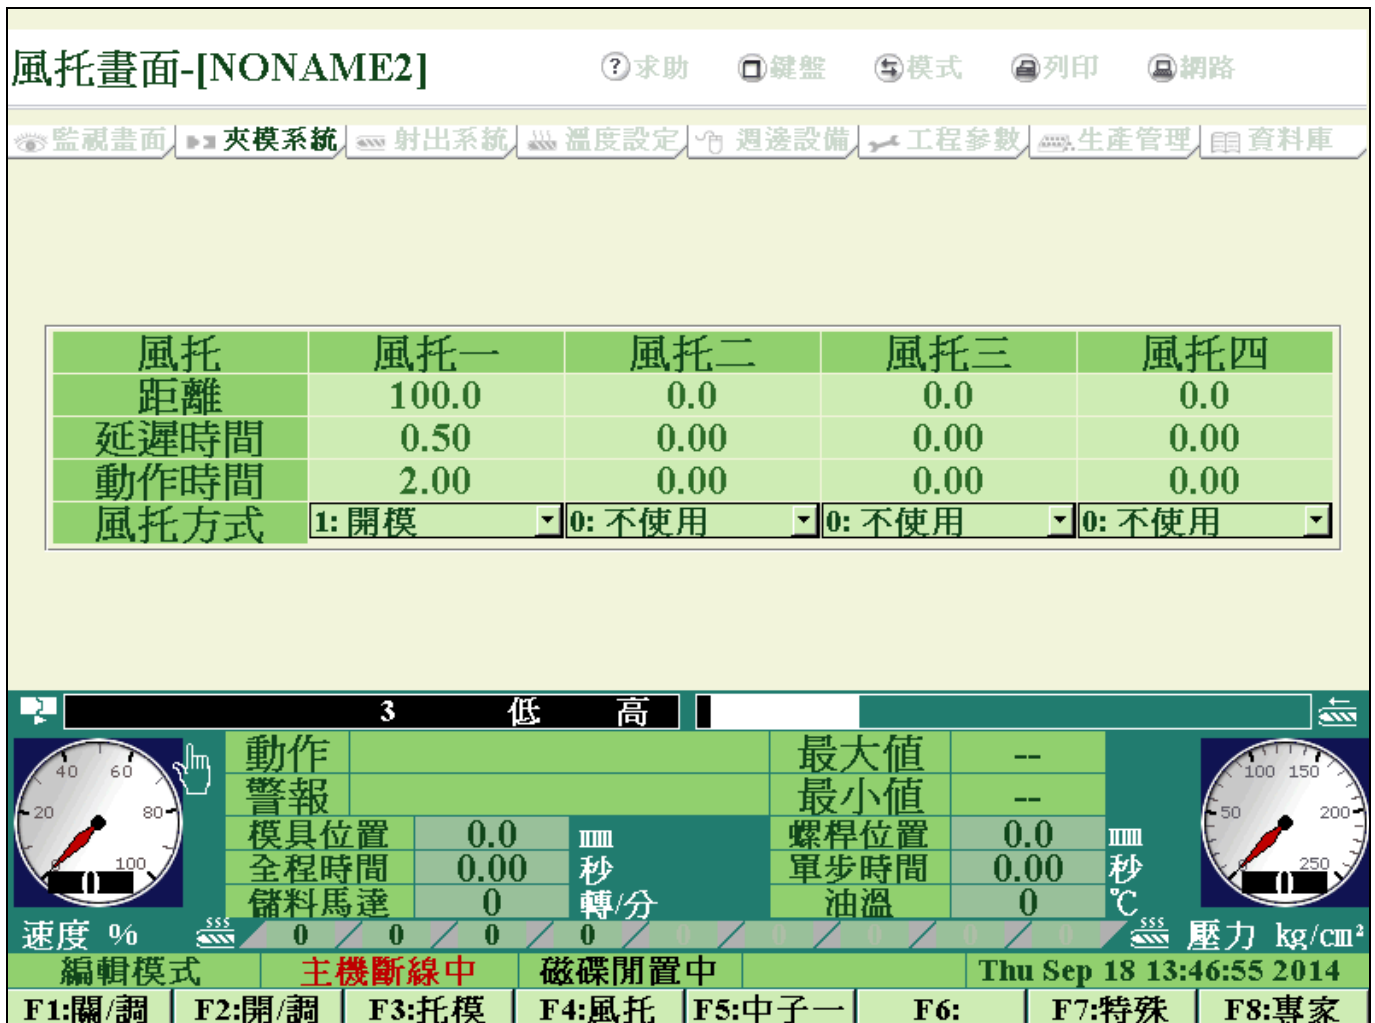 風托畫面-[NONAME2] ?求助 鍵盤 模式 列印 網路
監視畫面 夾模系統 射出系統 溫度設定 週邊設備 工程參數 生產管理 資料庫
風托 風托一 風托二 風托三 風托四
距離 100.0 0.0 0.0 0.0
延遲時間 0.50 0.00 0.00 0.00
動作時間 2.00 0.00 0.00 0.00
風托方式 1: 開模 0: 不使用 0: 不使用 0: 不使用
3 低 高
動作 最大值 --
警報 最小值 --
模具位置 0.0 mm 螺桿位置 0.0 mm
全程時間 0.00 秒 單步時間 0.00 秒
儲料馬達 0 轉/分 油溫 0 ℃
0 20 40 60 80 100
0
0 50 100 150 200 250
0
速度 % sss 0 0 0 0 0 0 0 0 0 sss 壓力 kg/cm²
編輯模式 主機斷線中 磁碟閒置中 Thu Sep 18 13:46:55 2014
F1:關/調 F2:開/調 F3:托模 F4:風托 F5:中子一 F6: F7:特殊 F8:專家